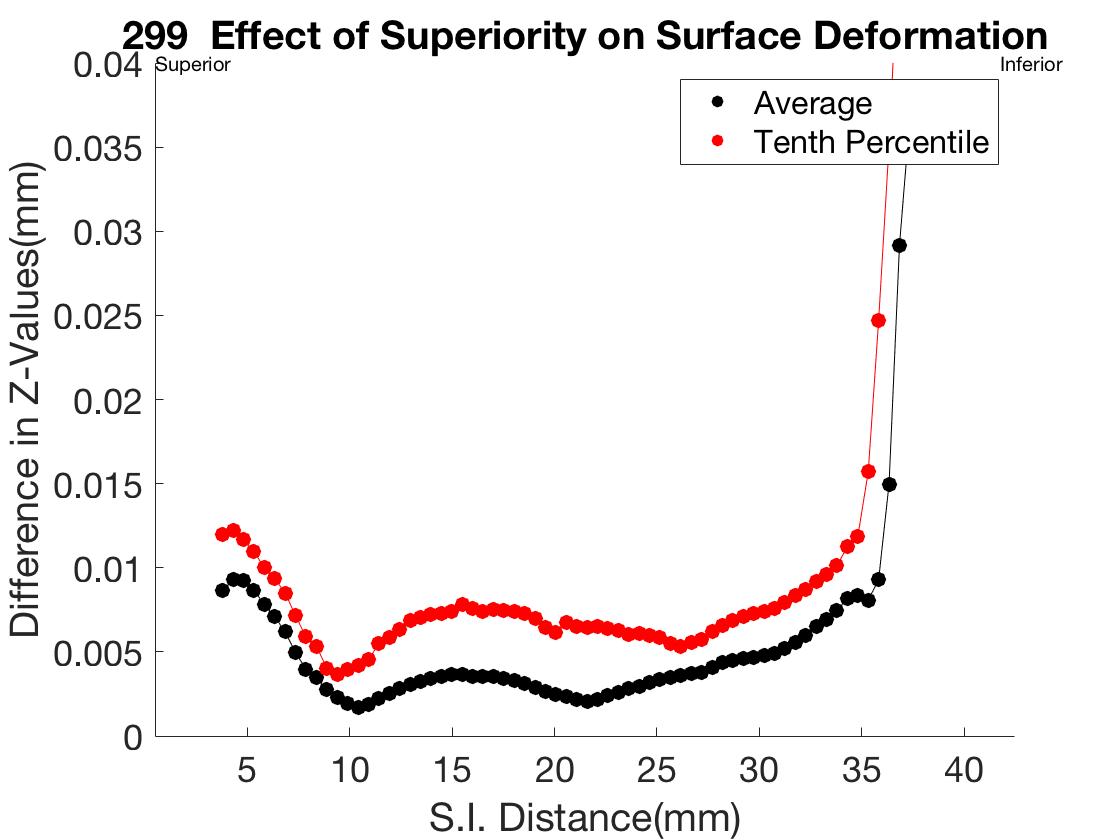 299  Effect of Superiority on Surface Deformation
Superior
Inferior
Average
Tenth Percentile
0.04
0.035
0.03
0.025
0.02
0.015
0.01
0.005
0
Difference in Z-Values(mm)
5 10 15 20 25 30 35 40
S.I. Distance(mm)